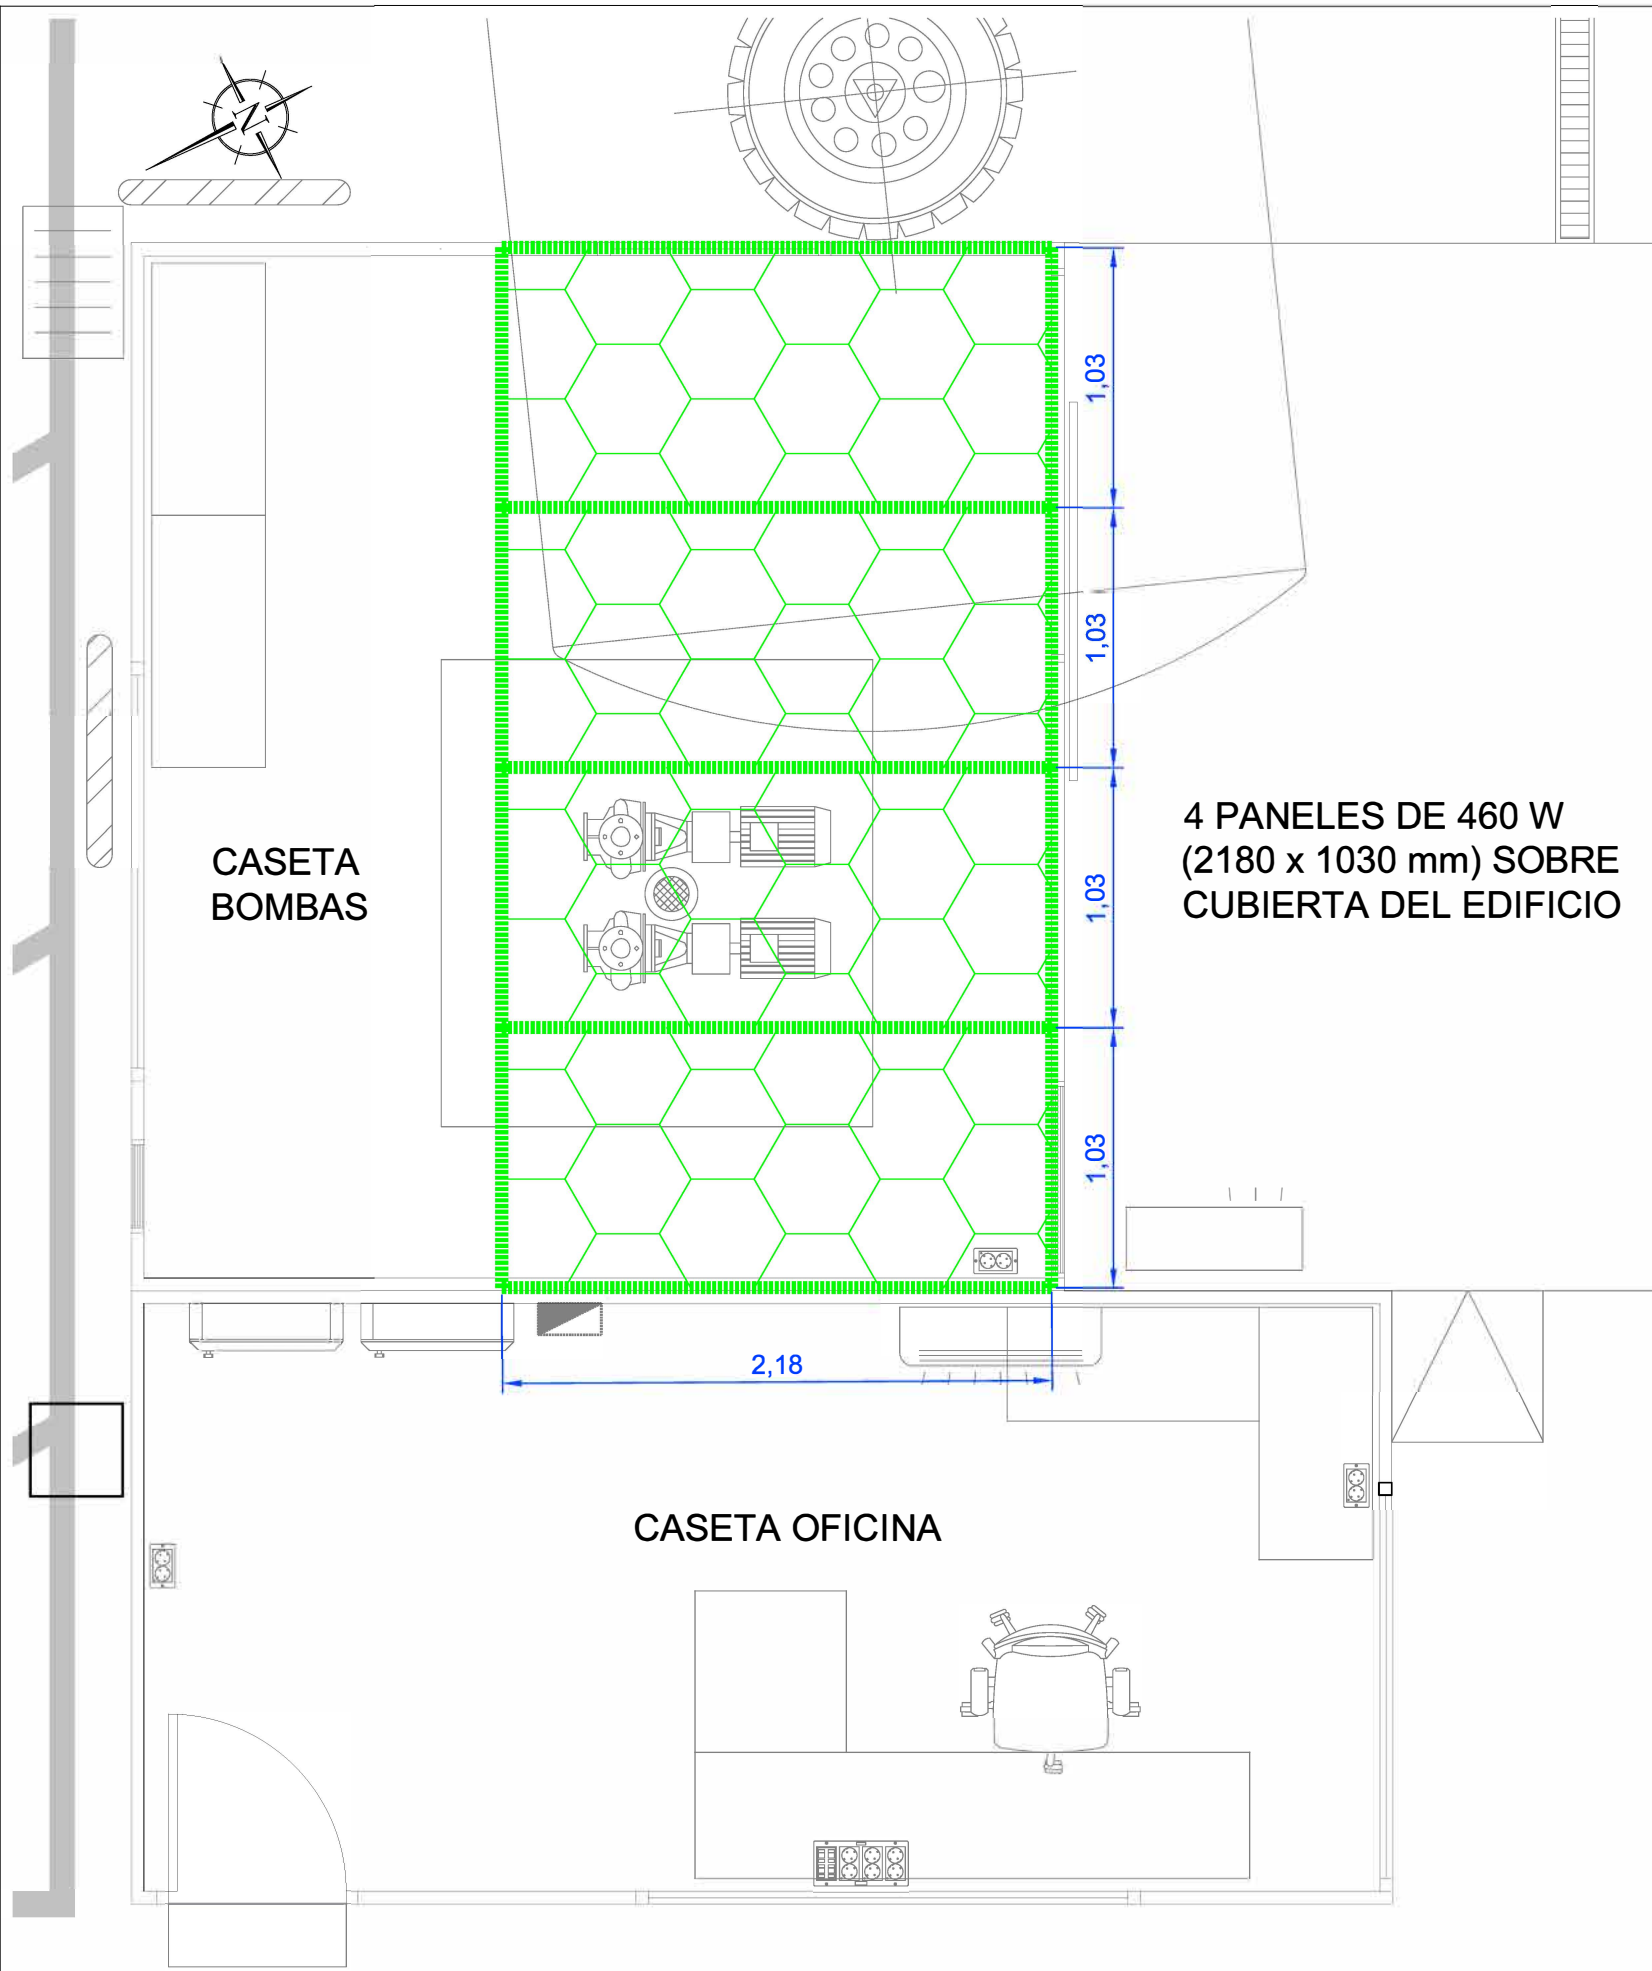 N
1,03
1,03
4 PANELES DE 460 W
(2180 x 1030 mm) SOBRE
CUBIERTA DEL EDIFICIO
CASETA
BOMBAS
1,03
1,03
2,18
CASETA OFICINA